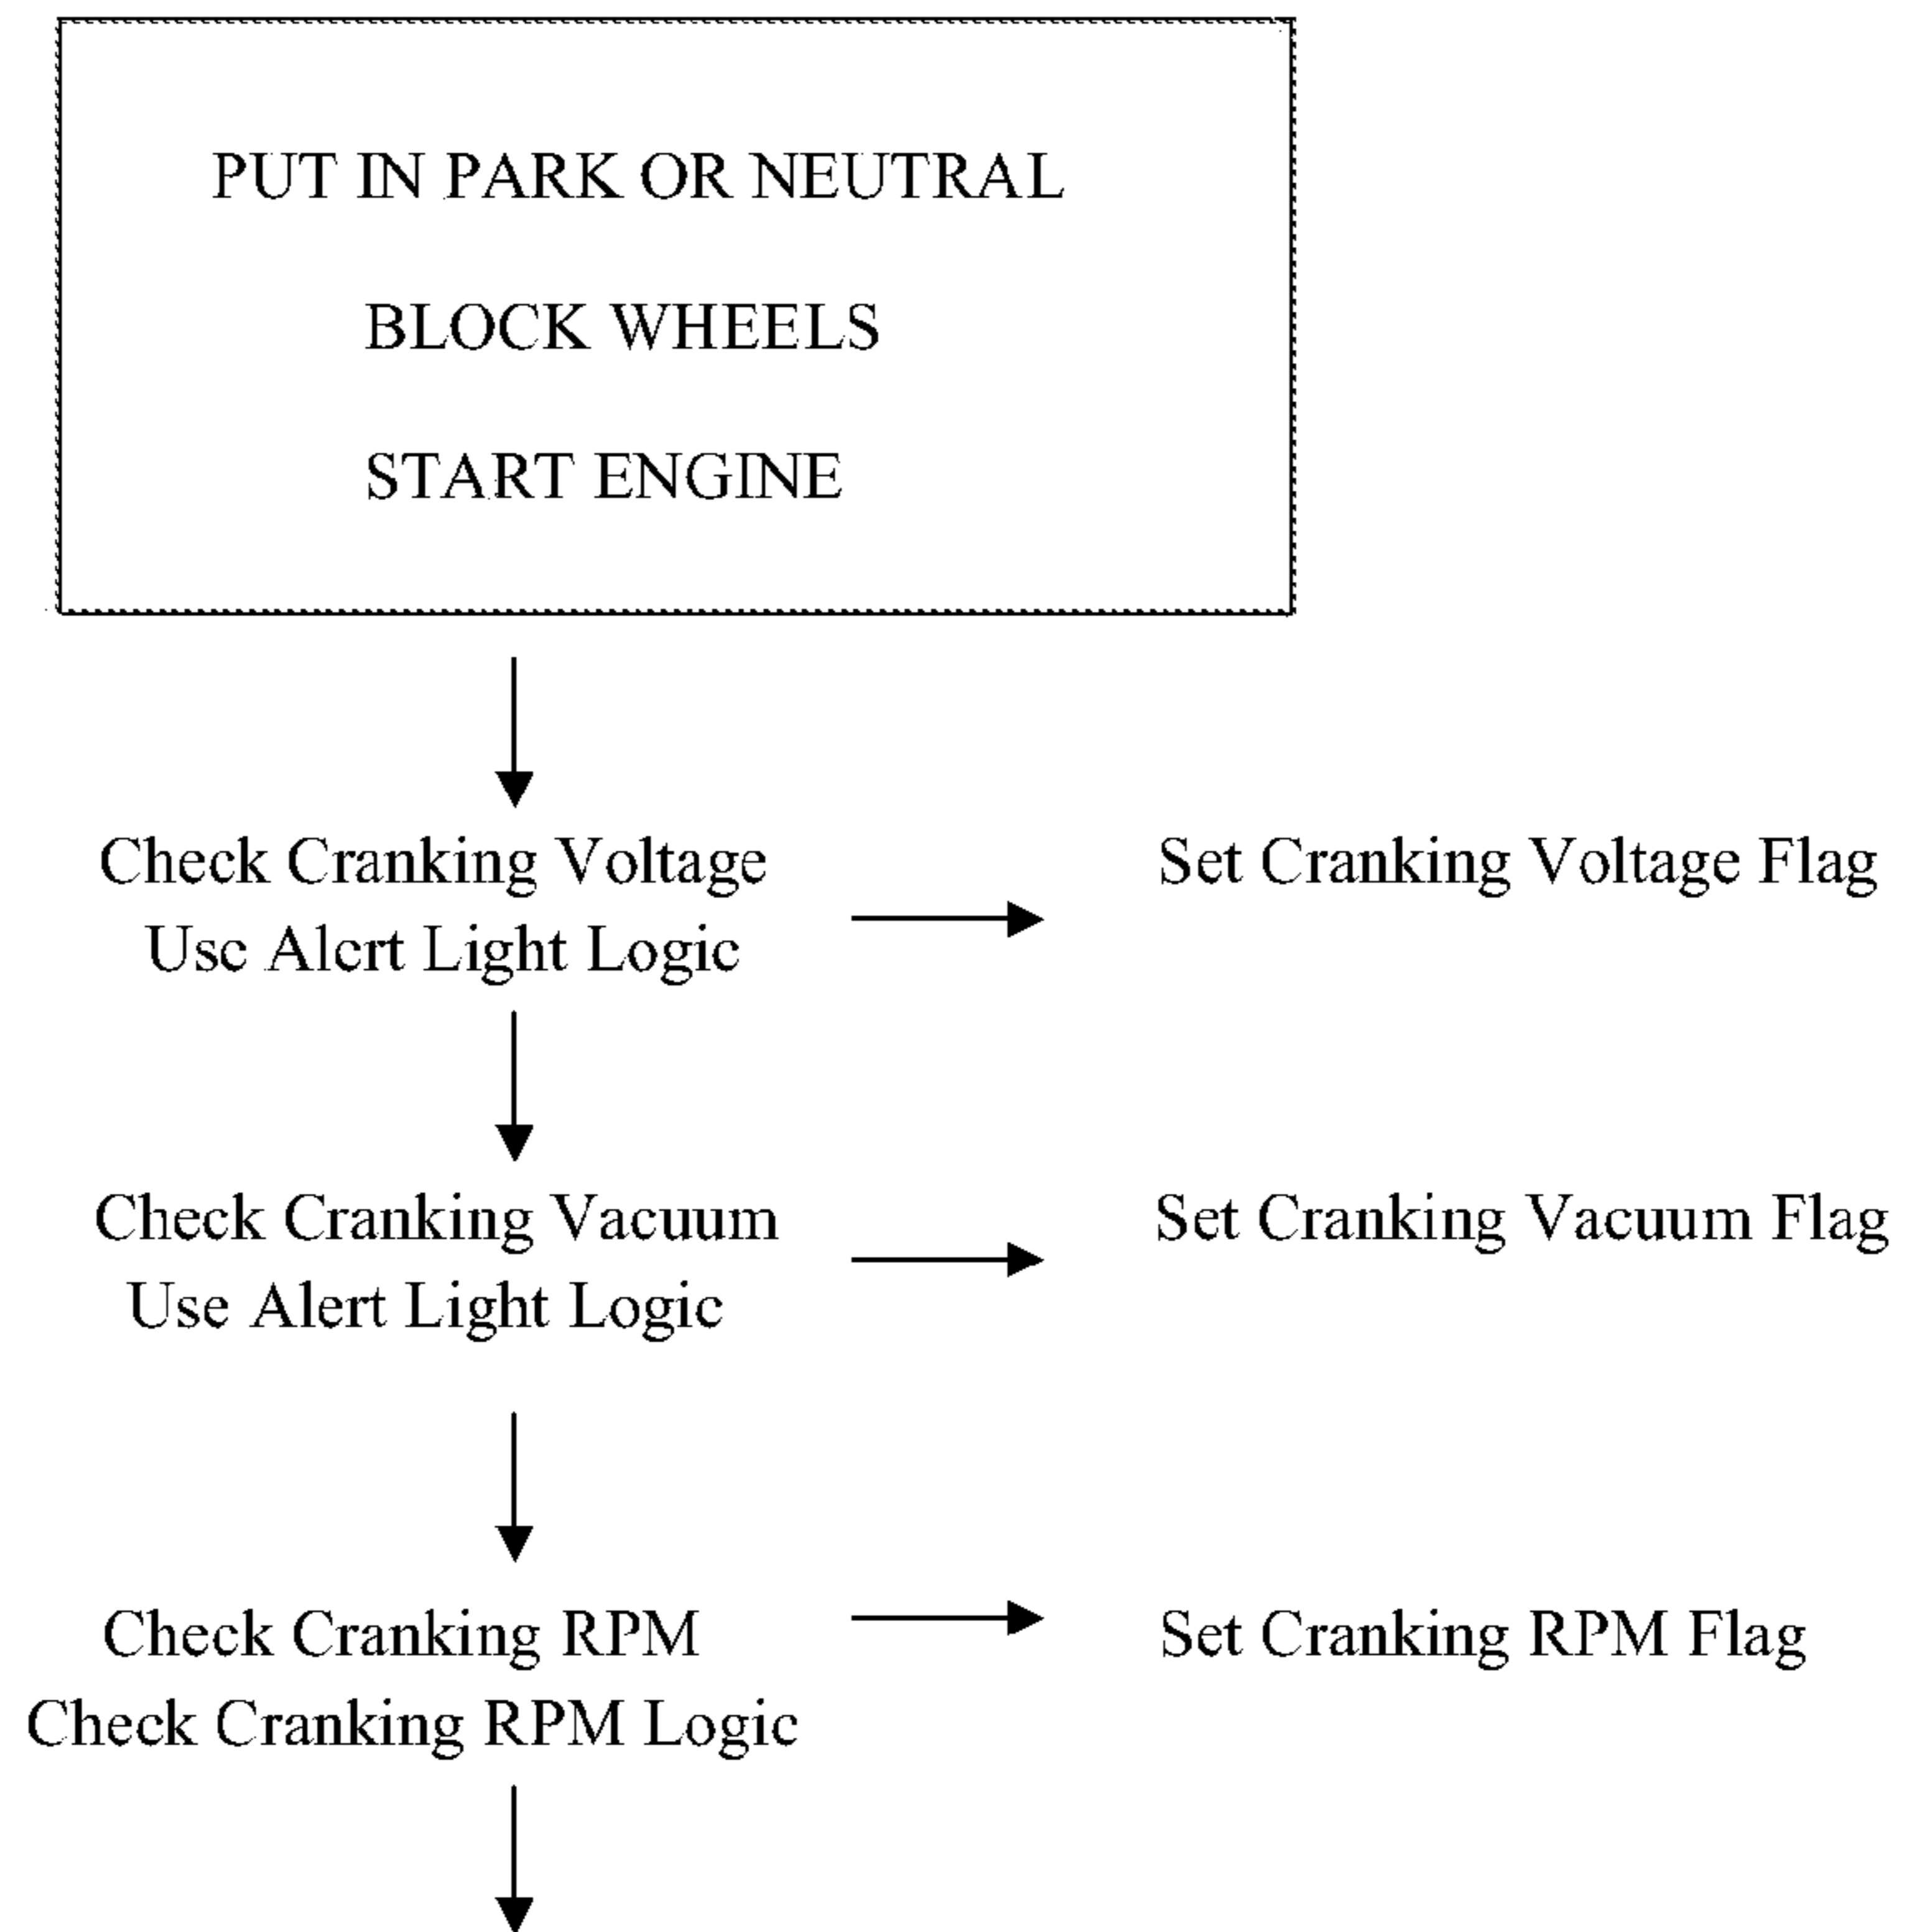 PUT IN PARK OR NEUTRAL
BLOCK WHEELS
START ENGINE
Check Cranking Voltage
Use Alert Light Logic
Set Cranking Voltage Flag
Check Cranking Vacuum
Use Alert Light Logic
Set Cranking Vacuum Flag
Check Cranking RPM
Check Cranking RPM Logic
Set Cranking RPM Flag